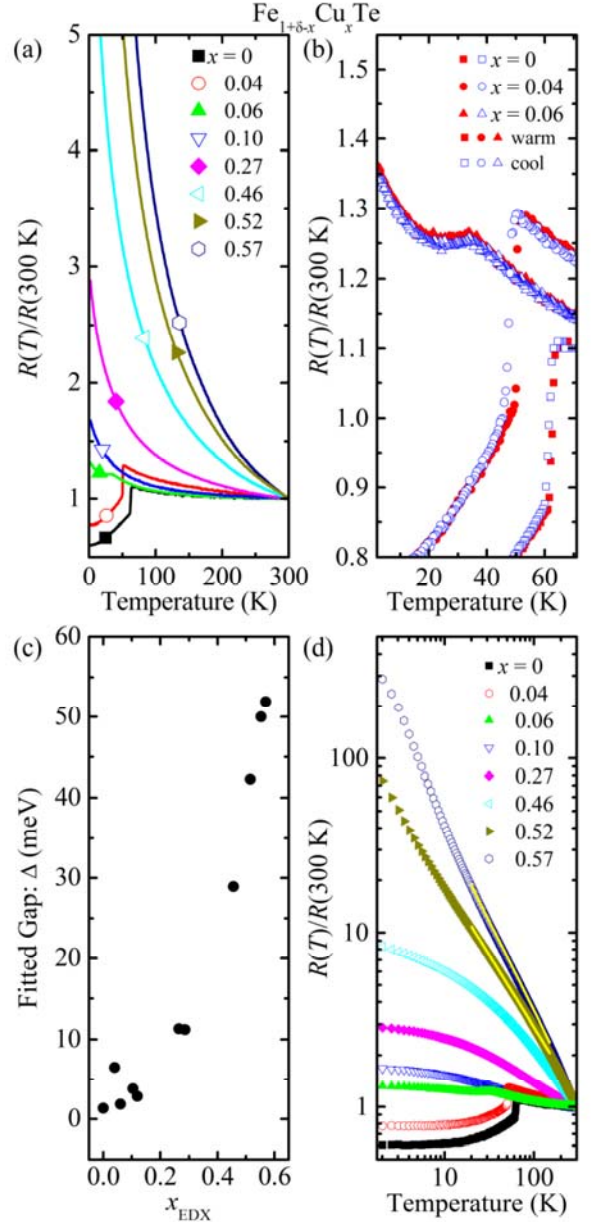 Fe1+δ-xCuxTe
(a)
5
4
3
2
1
R(T)/R(300 K)
x = 0
0.04
0.06
0.10
0.27
0.46
0.52
0.57
0 100 200 300
Temperature (K)
(b)
1.5
1.4
1.3
1.2
1.1
1.0
0.9
0.8
R(T)/R(300 K)
x = 0
x = 0.04
x = 0.06
warm
cool
20 40 60
Temperature (K)
(c)
60
50
40
30
20
10
0
Fitted Gap: Δ (meV)
0.0 0.2 0.4 0.6
xEDX
(d)
100
10
1
R(T)/R(300 K)
x = 0
0.04
0.06
0.10
0.27
0.46
0.52
0.57
10 100
Temperature (K)